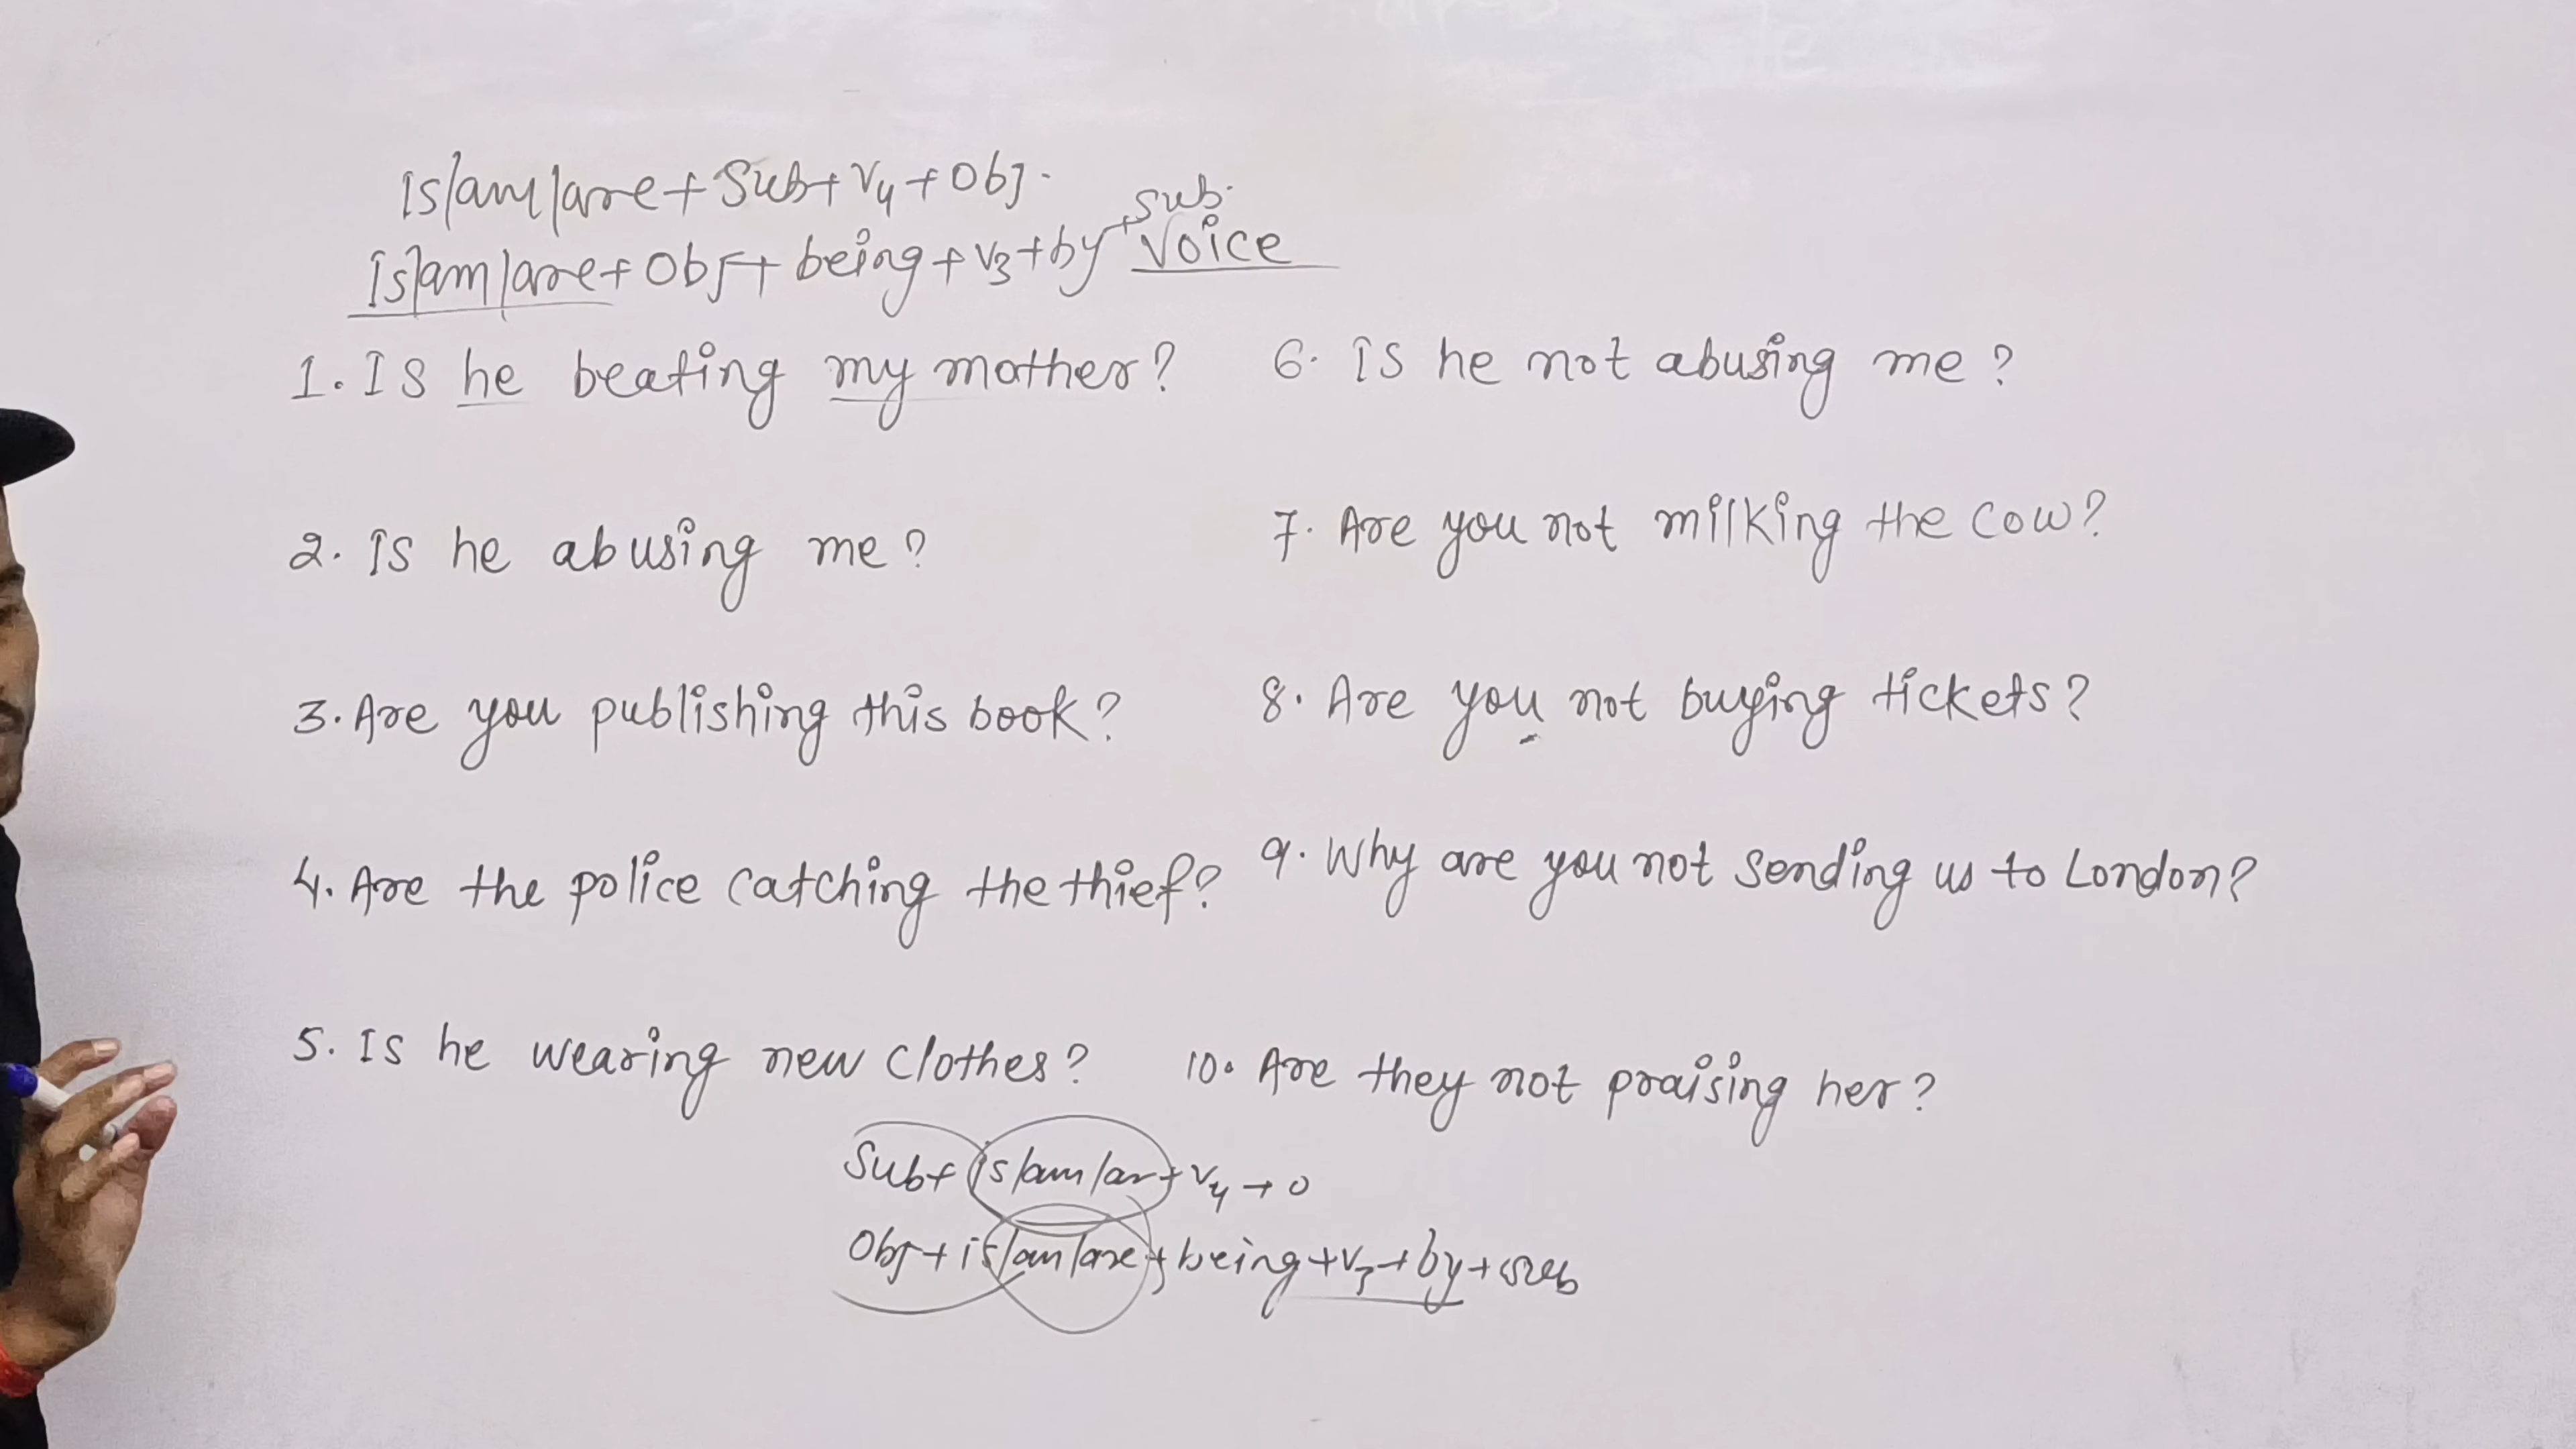 Is/am/are + Sub + V4 + Obj.
Is/am/are + Obj + being + V3 + by + sub.
Voice
1. Is he beating my mother?
2. Is he abusing me?
3. Are you publishing this book?
4. Are the police catching the thief?
5. Is he wearing new clothes?
6. Is he not abusing me?
7. Are you not milking the cow?
8. Are you not buying tickets?
9. Why are you not sending us to London?
10. Are they not praising her?
Sub + is/am/ar + V4 → 0
Obj + is/am/are + being + V3 + by + sub